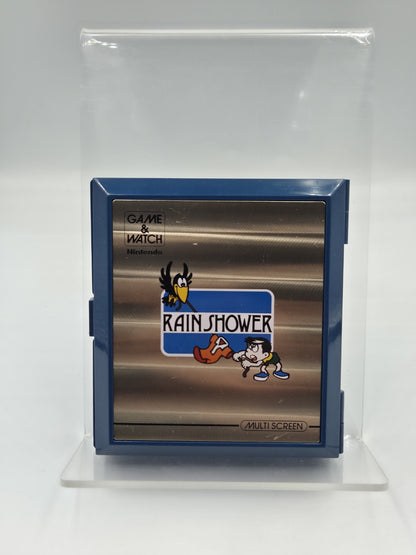 GAME
&
WATCH
Nintendo
RAIN SHOWER
MULTI SCREEN